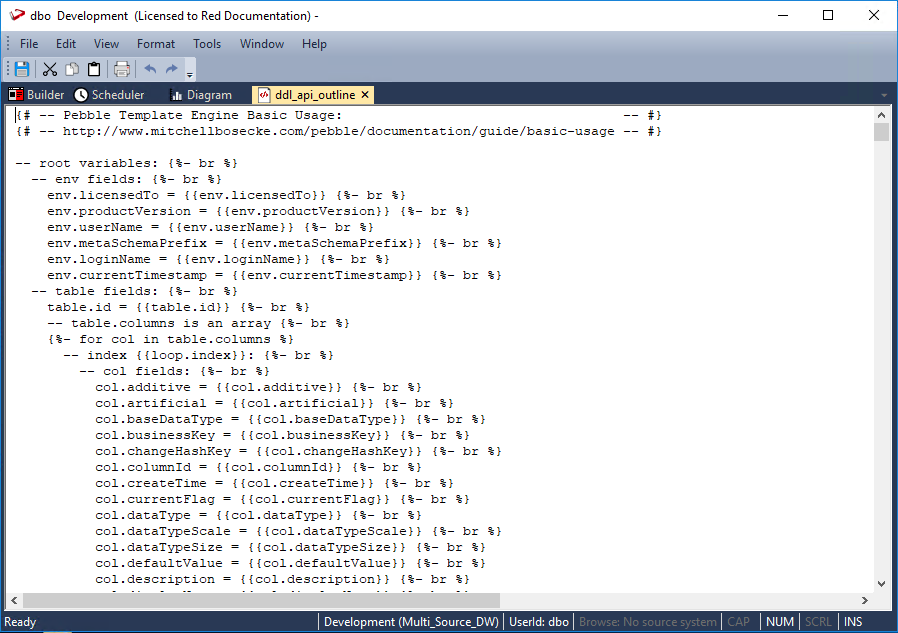 dbo Development (Licensed to Red Documentation) -
File Edit View Format Tools Window Help
Builder Scheduler Diagram ddl_api_outline
{# -- Pebble Template Engine Basic Usage: -- #}
{# -- http://www.mitchellbosecke.com/pebble/documentation/guide/basic-usage -- #}
-- root variables: {%- br %}
-- env fields: {%- br %}
env.licensedTo = {{env.licensedTo}} {%- br %}
env.productVersion = {{env.productVersion}} {%- br %}
env.userName = {{env.userName}} {%- br %}
env.metaSchemaPrefix = {{env.metaSchemaPrefix}} {%- br %}
env.loginName = {{env.loginName}} {%- br %}
env.currentTimestamp = {{env.currentTimestamp}} {%- br %}
-- table fields: {%- br %}
table.id = {{table.id}} {%- br %}
-- table.columns is an array {%- br %}
{%- for col in table.columns %}
-- index {{loop.index}}: {%- br %}
-- col fields: {%- br %}
col.additive = {{col.additive}} {%- br %}
col.artificial = {{col.artificial}} {%- br %}
col.baseDataType = {{col.baseDataType}} {%- br %}
col.businessKey = {{col.businessKey}} {%- br %}
col.changeHashKey = {{col.changeHashKey}} {%- br %}
col.columnId = {{col.columnId}} {%- br %}
col.createTime = {{col.createTime}} {%- br %}
col.currentFlag = {{col.currentFlag}} {%- br %}
col.dataType = {{col.dataType}} {%- br %}
col.dataTypeScale = {{col.dataTypeScale}} {%- br %}
col.dataTypeSize = {{col.dataTypeSize}} {%- br %}
col.defaultValue = {{col.defaultValue}} {%- br %}
col.description = {{col.description}} {%- br %}
Ready Development (Multi_Source_DW) UserId: dbo Browse: No source system CAP NUM SCRL INS